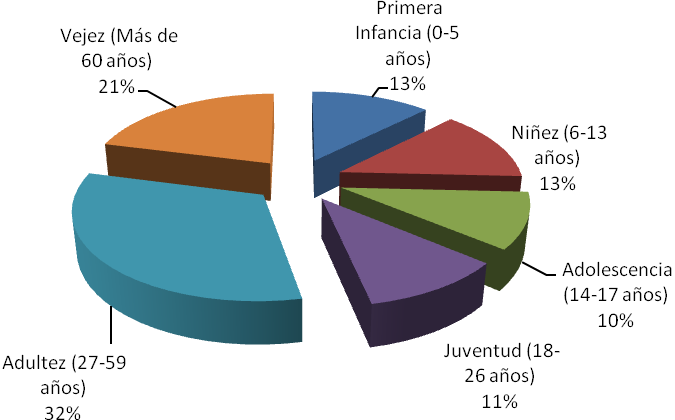 Primera
Infancia (0-5
años)
13%
Niñez (6-13
años)
13%
Adolescencia
(14-17 años)
10%
Juventud (18-
26 años)
11%
Adultez (27-59
años)
32%
Vejez (Más de
60 años)
21%